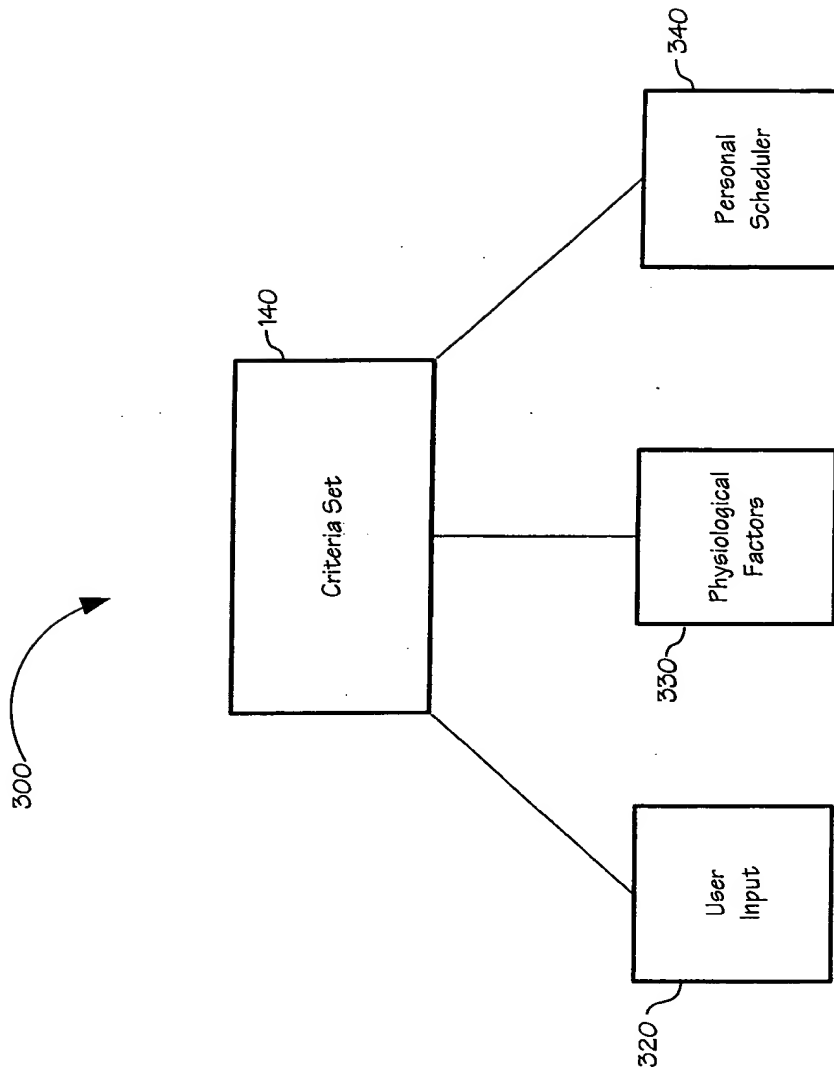 300
Criteria Set
140
User
Input
320
Physiological
Factors
330
Personal
Scheduler
340